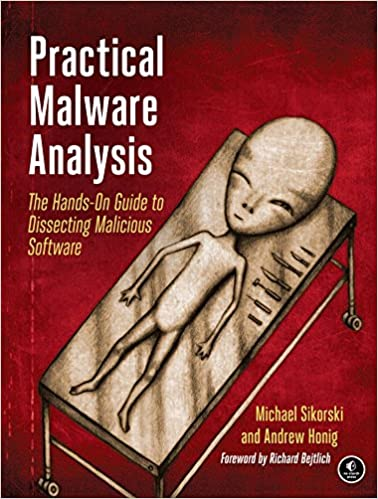 Practical
Malware
Analysis
The Hands-On Guide to
Dissecting Malicious
Software
Michael Sikorski
and Andrew Honig
Foreword by Richard Bejtlich